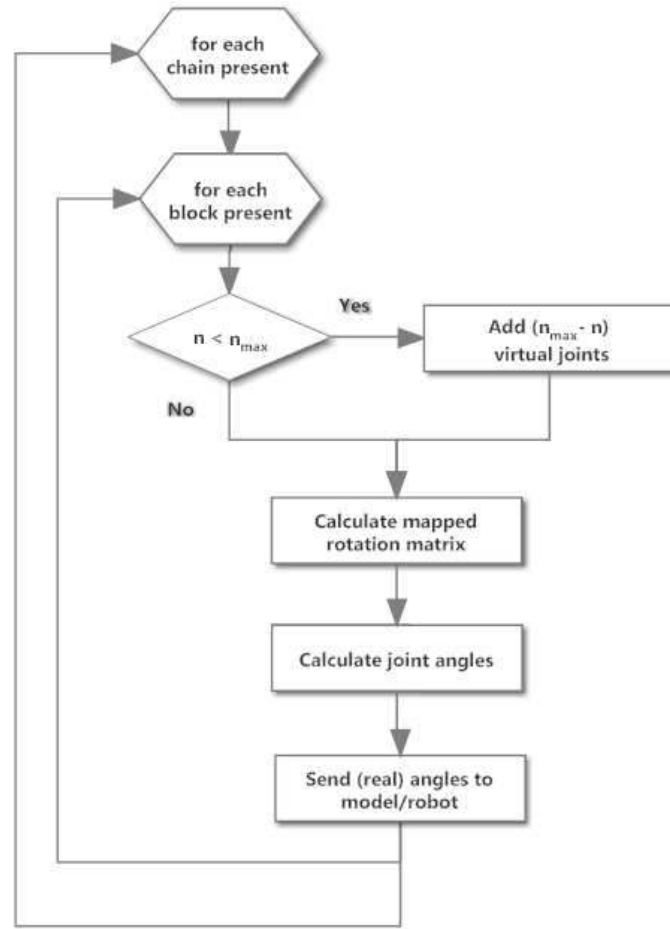 for each
chain present
for each
block present
Yes
n < nmax
Add (nmax- n)
virtual joints
No
Calculate mapped
rotation matrix
Calculate joint angles
Send (real) angles to
model/robot